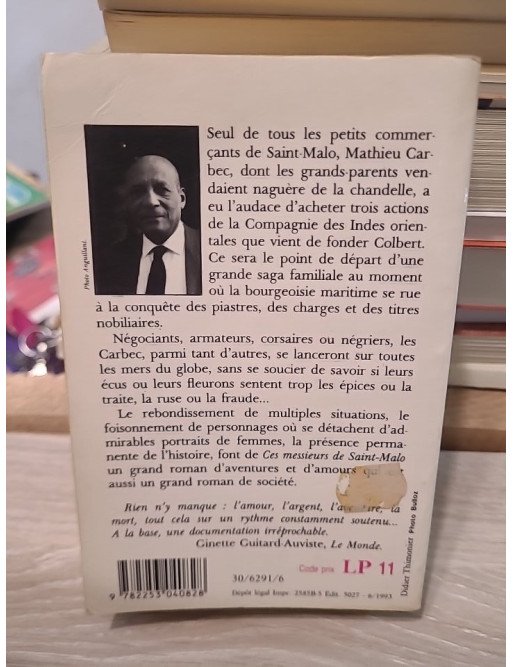 Seul de tous les petits commer-
çants de Saint-Malo, Mathieu Car-
bec, dont les grands-parents ven-
daient naguère de la chandelle, a
eu l'audace d'acheter trois actions
de la Compagnie des Indes orien-
tales que vient de fonder Colbert.
Ce sera le point de départ d'une
grande saga familiale au moment
où la bourgeoisie maritime se rue
à la conquête des piastres, des charges et des titres
nobiliaires.
Photo Anguillani.
Négociants, armateurs, corsaires ou négriers, les
Carbec, parmi tant d'autres, se lanceront sur toutes
les mers du globe, sans se soucier de savoir si leurs
écus ou leurs fleurons sentent trop les épices ou la
traite, la ruse ou la fraude...
Le rebondissement de multiples situations, le
foisonnement de personnages où se détachent d'ad-
mirables portraits de femmes, la présence perma-
nente de l'histoire, font de Ces messieurs de Saint-Malo
un grand roman d'aventures et d'amours
aussi un grand roman de société.
Rien n'y manque : l'amour, l'argent, la
mort, tout cela sur un rythme constamment soutenu...
A la base, une documentation irréprochable.
Ginette Guitard-Auviste, Le Monde.
Didier Thimonier Photo Bulloz
Code prix LP 11
30/6291/6
9 782253 040828
Dépôt légal Impr. 2585B-5 Edit. 5027 - 6/1993